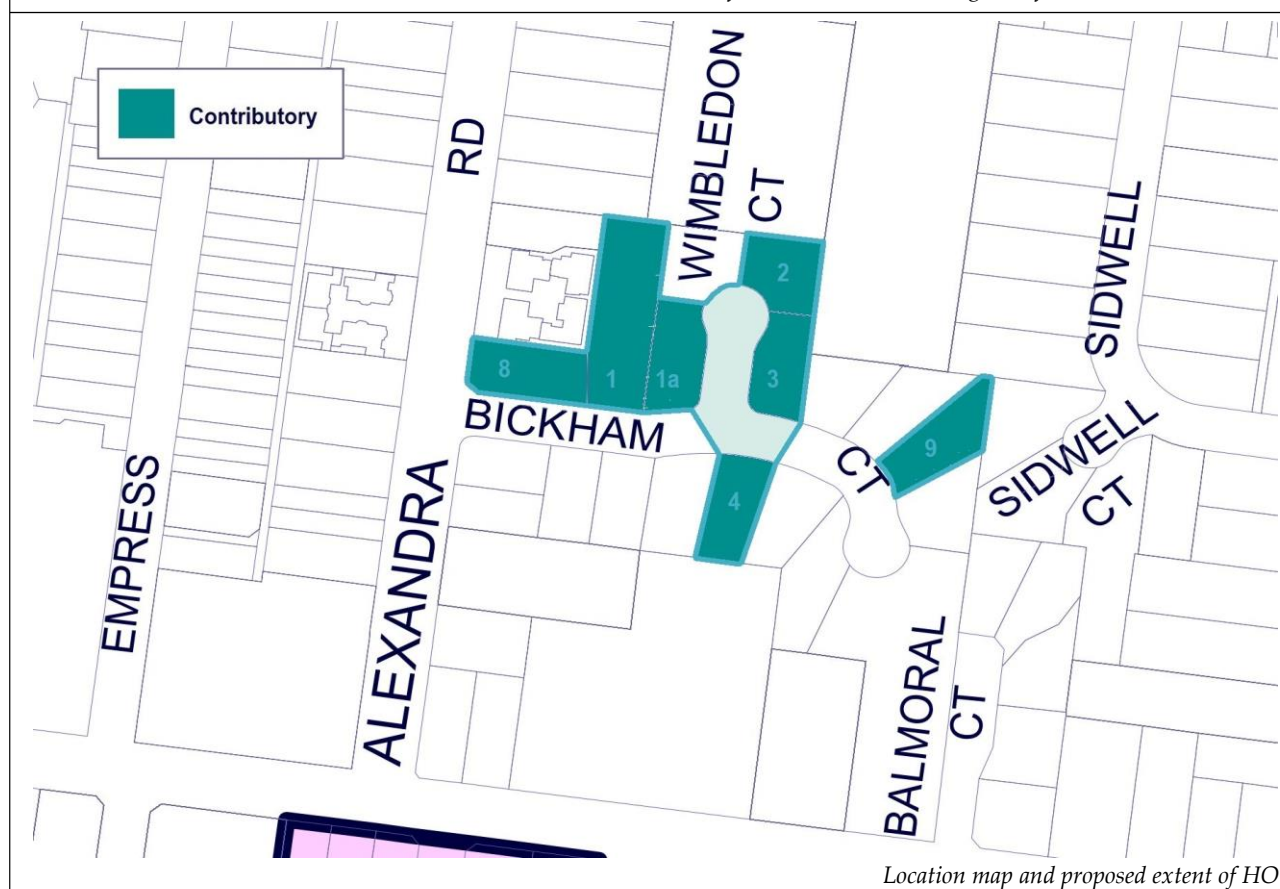 Contributory
RD
WIMBLEDON
CT
SIDWELL
2
8
1
1a
3
BICKHAM
CT
9
SIDWELL
CT
4
EMPRESS
ALEXANDRA
BALMORAL
CT
Location map and proposed extent of HO